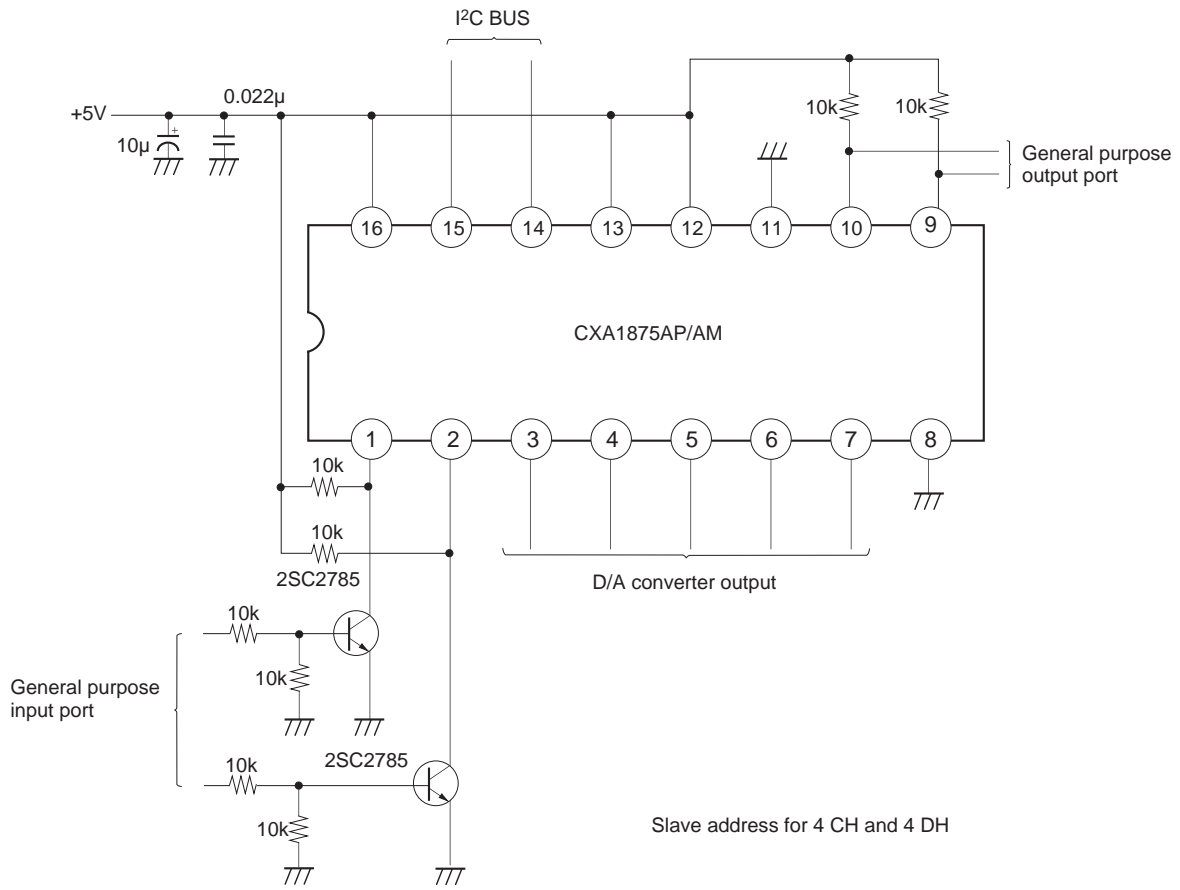 I²C BUS
+5V
0.022µ
10µ
10k
10k
General purpose
output port
16
15
14
13
12
11
10
9
CXA1875AP/AM
1
2
3
4
5
6
7
8
10k
10k
2SC2785
D/A converter output
10k
10k
General purpose
input port
2SC2785
10k
10k
Slave address for 4 CH and 4 DH